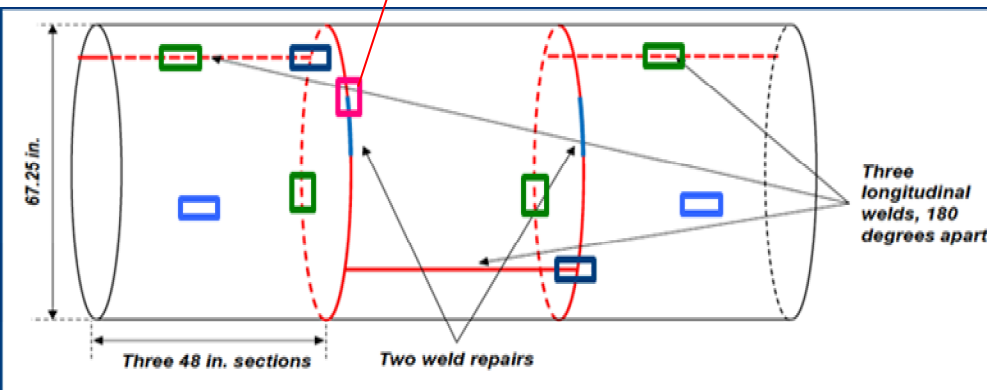 67.25 in.
Three
longitudinal
welds, 180
degrees apart
Three 48 in. sections
Two weld repairs